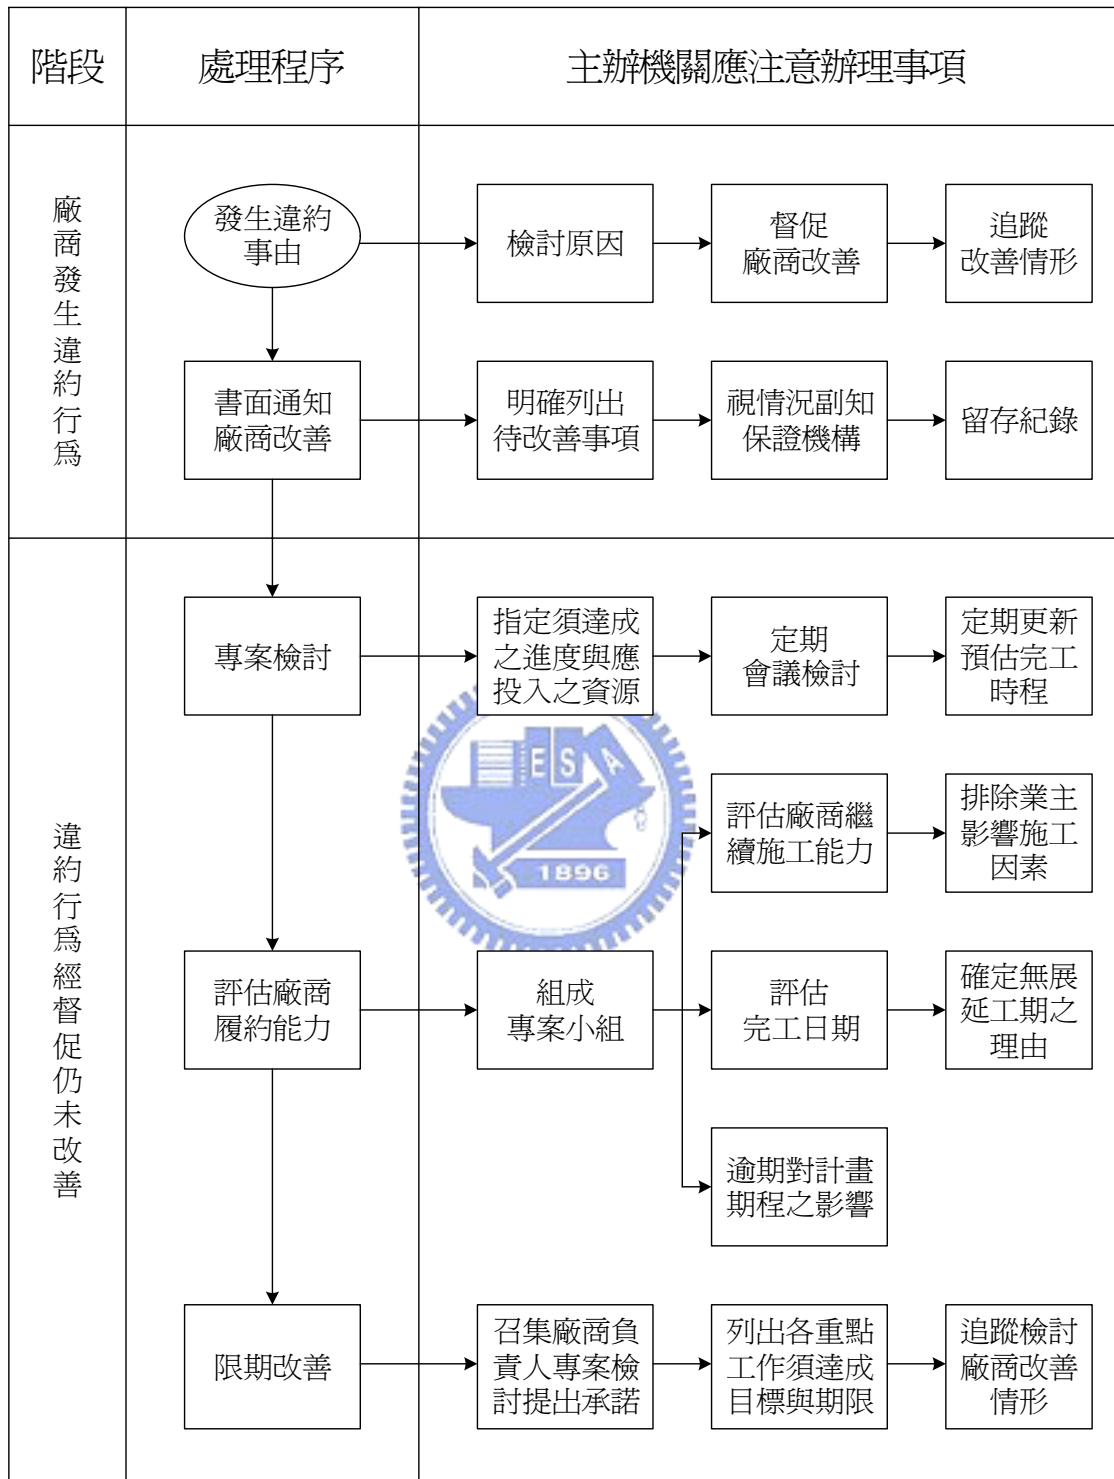 階段
處理程序
主辦機關應注意辦理事項
廠商發生違約行為
發生違約
事由
檢討原因
督促
廠商改善
追蹤
改善情形
書面通知
廠商改善
明確列出
待改善事項
視情況副知
保證機構
留存紀錄
違約行為經督促仍未改善
專案檢討
指定須達成
之進度與應
投入之資源
定期
會議檢討
定期更新
預估完工
時程
評估廠商繼
續施工能力
排除業主
影響施工
因素
評估廠商
履約能力
組成
專案小組
評估
完工日期
確定無展
延工期之
理由
逾期對計畫
期程之影響
限期改善
召集廠商負
責人專案檢
討提出承諾
列出各重點
工作須達成
目標與期限
追蹤檢討
廠商改善
情形
ESA
1896